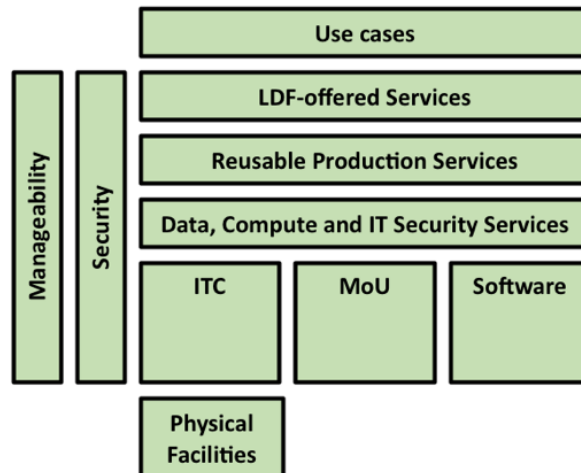 Use cases
LDF-offered Services
Reusable Production Services
Data, Compute and IT Security Services
Manageability
Security
ITC
MoU
Software
Physical
Facilities